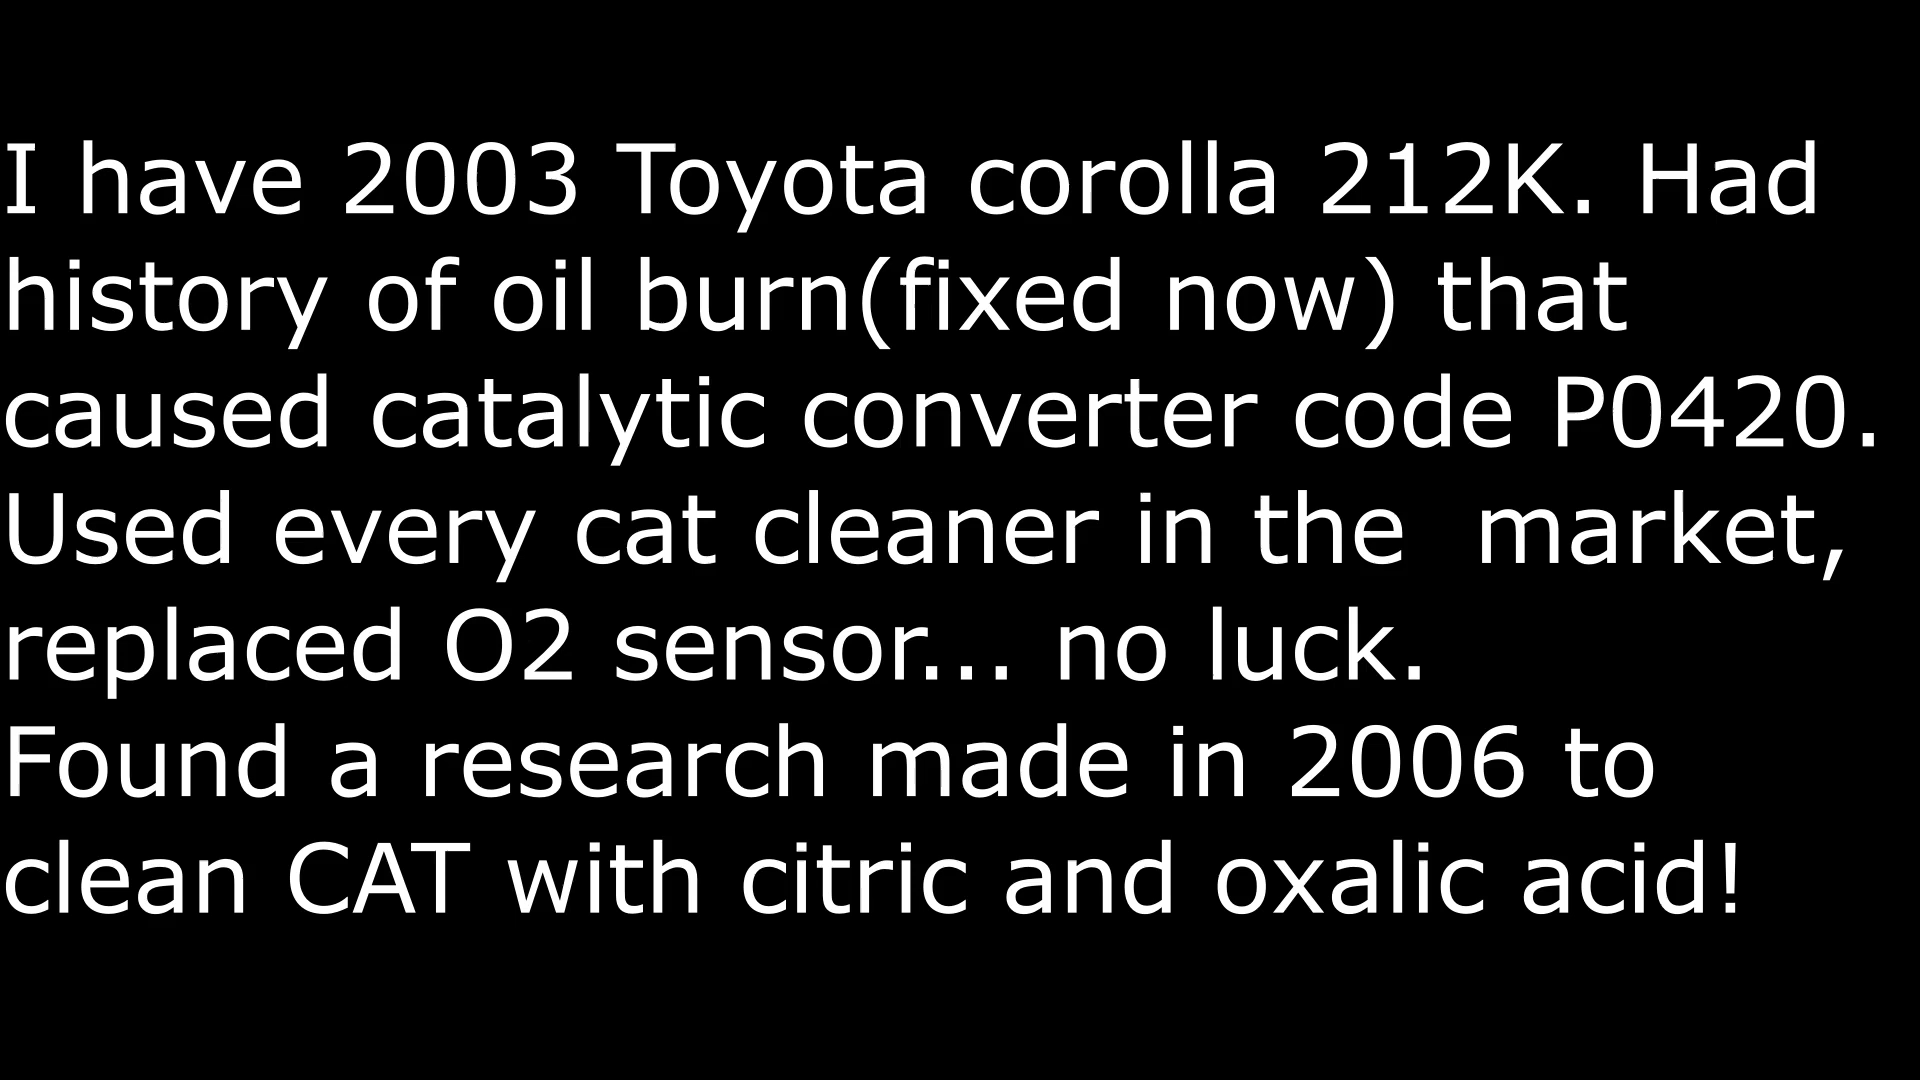 I have 2003 Toyota corolla 212K. Had
history of oil burn(fixed now) that
caused catalytic converter code P0420.
Used every cat cleaner in the  market,
replaced O2 sensor... no luck.
Found a research made in 2006 to
clean CAT with citric and oxalic acid!